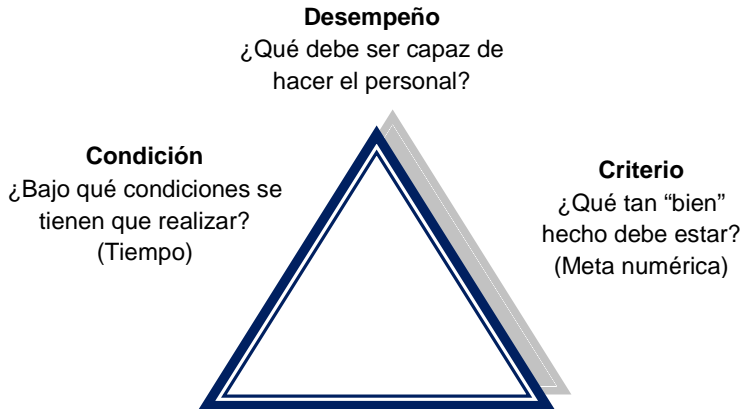 Desempeño
¿Qué debe ser capaz de
hacer el personal?
Condición
¿Bajo qué condiciones se
tienen que realizar?
(Tiempo)
Criterio
¿Qué tan “bien”
hecho debe estar?
(Meta numérica)